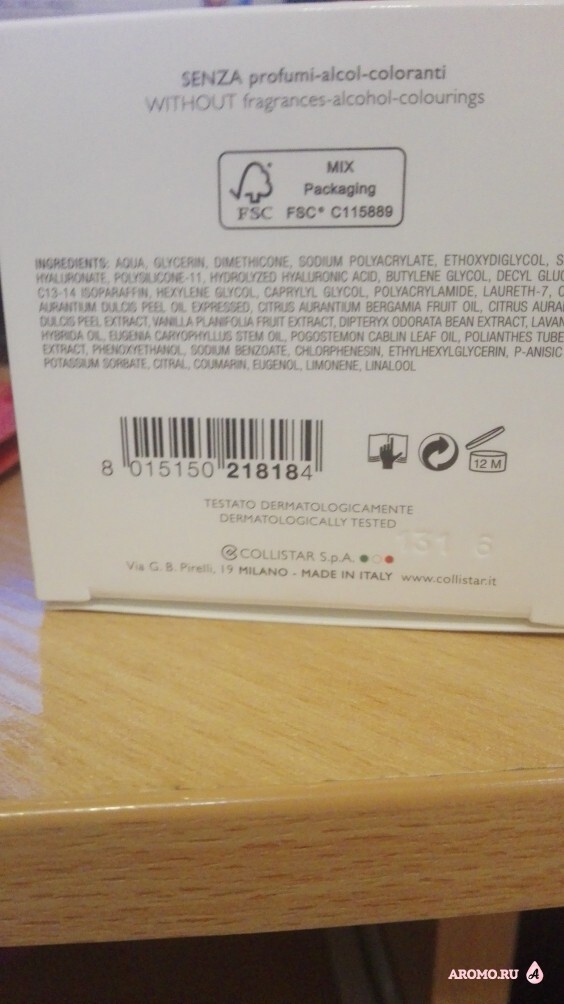 SENZA profumi-alcol-coloranti
WITHOUT fragrances-alcohol-colourings
MIX
Packaging
FSC FSC® C115889
INGREDIENTS: AQUA, GLYCERIN, DIMETHICONE, SODIUM POLYACRYLATE, ETHOXYDIGLYCOL,
HYALURONATE, POLYSILICONE-11, HYDROLYZED HYALURONIC ACID, BUTYLENE GLYCOL, DECYL
C13-14 ISOPARAFFIN, HEXYLENE GLYCOL, CAPRYLYL GLYCOL, POLYACRYLAMIDE, LAURETH-7,
AURANTIUM DULCIS PEEL OIL EXPRESSED, CITRUS AURANTIUM BERGAMIA FRUIT OIL, CITRUS
DULCIS PEEL EXTRACT, VANILLA PLANIFOLIA FRUIT EXTRACT, DIPTERYX ODORATA BEAN EXTRACT,
HYBRIDA OIL, EUGENIA CARYOPHYLLUS STEM OIL, POGOSTEMON CABLIN LEAF OIL, POLIANTHES
EXTRACT, PHENOXYETHANOL, SODIUM BENZOATE, CHLORPHENESIN, ETHYLHEXYLGLYCERIN, P-ANISIC
POTASSIUM SORBATE, CITRAL, COUMARIN, EUGENOL, LIMONENE, LINALOOL
8 015150 218184
12 M
TESTATO DERMATOLOGICAMENTE
DERMATOLOGICALLY TESTED
131 6
COLLISTAR S.p.A.
Via G. B. Pirelli, 19 MILANO - MADE IN ITALY www.collistar.it
AROMO.RU